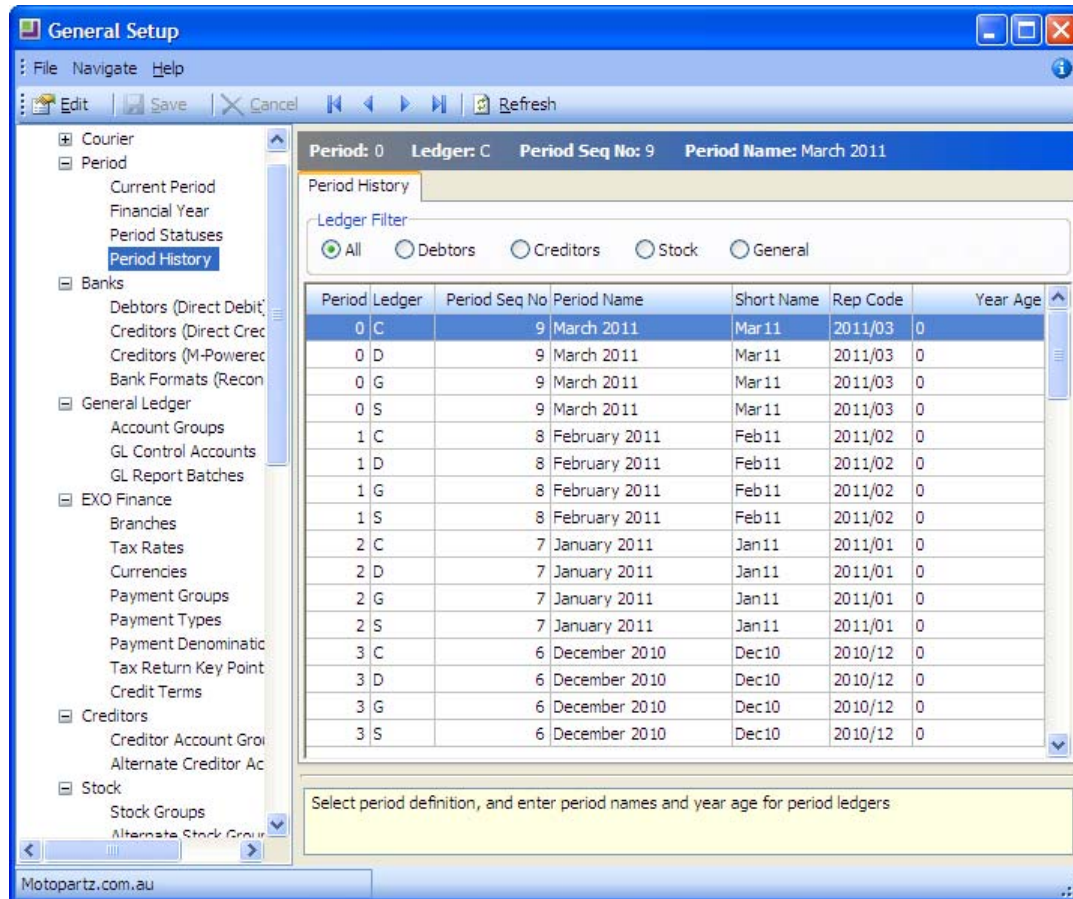 General Setup
File Navigate Help
Edit Save Cancel Refresh
Courier
Period
Current Period
Financial Year
Period Statuses
Period History
Banks
Debtors (Direct Debit)
Creditors (Direct Cred
Creditors (M-Powered
Bank Formats (Recon
General Ledger
Account Groups
GL Control Accounts
GL Report Batches
EXO Finance
Branches
Tax Rates
Currencies
Payment Groups
Payment Types
Payment Denominatio
Tax Return Key Point
Credit Terms
Creditors
Creditor Account Grou
Alternate Creditor Ac
Stock
Stock Groups
Alternate Stock Group
Period: 0 Ledger: C Period Seq No: 9 Period Name: March 2011
Period History
Ledger Filter
All Debtors Creditors Stock General
Period Ledger Period Seq No Period Name Short Name Rep Code Year Age
0 C 9 March 2011 Mar11 2011/03 0
0 D 9 March 2011 Mar11 2011/03 0
0 G 9 March 2011 Mar11 2011/03 0
0 S 9 March 2011 Mar11 2011/03 0
1 C 8 February 2011 Feb11 2011/02 0
1 D 8 February 2011 Feb11 2011/02 0
1 G 8 February 2011 Feb11 2011/02 0
1 S 8 February 2011 Feb11 2011/02 0
2 C 7 January 2011 Jan11 2011/01 0
2 D 7 January 2011 Jan11 2011/01 0
2 G 7 January 2011 Jan11 2011/01 0
2 S 7 January 2011 Jan11 2011/01 0
3 C 6 December 2010 Dec10 2010/12 0
3 D 6 December 2010 Dec10 2010/12 0
3 G 6 December 2010 Dec10 2010/12 0
3 S 6 December 2010 Dec10 2010/12 0
Select period definition, and enter period names and year age for period ledgers
Motopartz.com.au